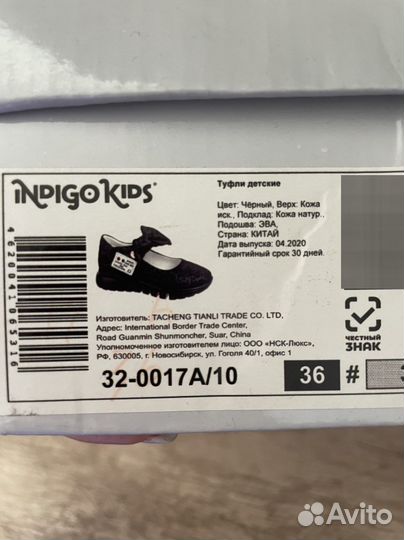 iNDiGO KiDS®
Туфли детские
Цвет: Чёрный, Верх: Кожа
иск., Подклад: Кожа натур.,
Подошва: ЭВА,
Страна: КИТАЙ
Дата выпуска: 04.2020
Гарантийный срок 30 дней.
4620041065316
Изготовитель: TACHENG TIANLI TRADE CO. LTD,
Адрес: International Border Trade Center,
Road Guanmin Shunmoncher, Suar, China
Уполномоченное изготовителем лицо: ООО «НСК-Люкс»,
РФ, 630005, г. Новосибирск, ул. Гоголя 40/1, офис 1
ЧЕСТНЫЙ
ЗНАК
32-0017A/10
36
#
Avito